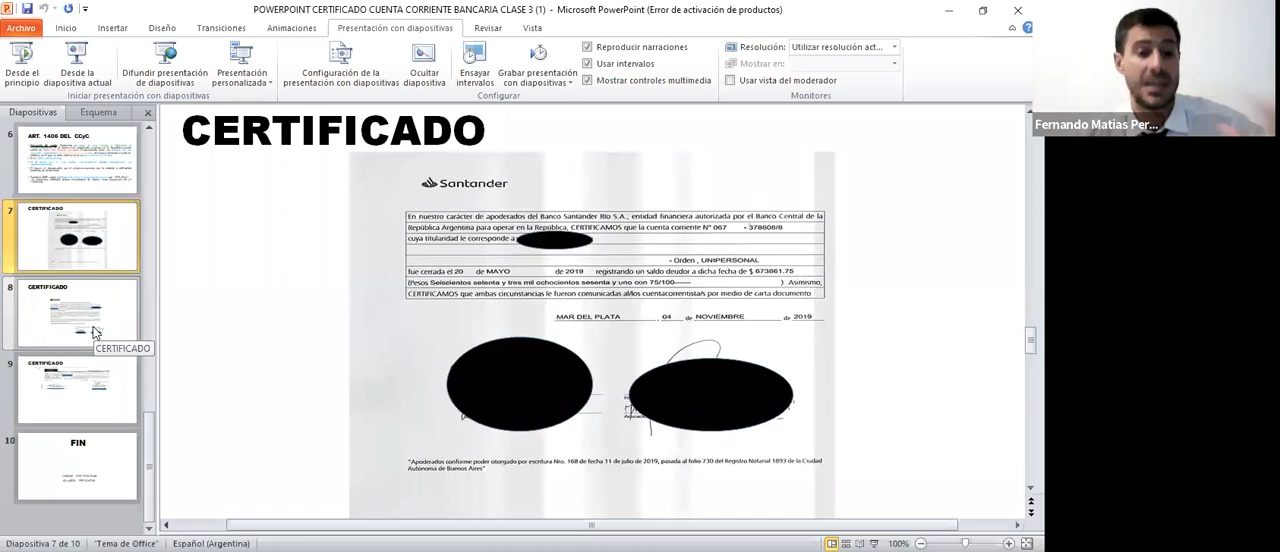 POWERPOINT CERTIFICADO CUENTA CORRIENTE BANCARIA CLASE 3 (1) - Microsoft PowerPoint (Error de activación de productos)
Archivo Inicio Insertar Diseño Transiciones Animaciones Presentación con diapositivas Revisar Vista
Desde el principio
Desde la diapositiva actual
Difundir presentación de diapositivas
Presentación personalizada
Configuración de la presentación con diapositivas
Ocultar diapositiva
Ensayar intervalos
Grabar presentación con diapositivas
Reproducir narraciones
Usar intervalos
Mostrar controles multimedia
Resolución: Utilizar resolución act...
Mostrar en:
Usar vista del moderador
Iniciar presentación con diapositivas
Configurar
Monitores
Fernando Matias Per...
Diapositivas Esquema
6
ART. 1406 DEL CCyC
7
CERTIFICADO
8
CERTIFICADO
CERTIFICADO
9
CERTIFICADO
10
FIN
CERTIFICADO
Santander
En nuestro carácter de apoderados del Banco Santander Río S.A., entidad financiera autorizada por el Banco Central de la
República Argentina para operar en la República, CERTIFICAMOS que la cuenta corriente Nº 067 - 378608/8
cuya titularidad le corresponde a
- Orden , UNIPERSONAL
fue cerrada el 20 de MAYO de 2019 registrando un saldo deudor a dicha fecha de $ 673861.75
(Pesos Seiscientos setenta y tres mil ochocientos sesenta y uno con 75/100------- ) Asimismo,
CERTIFICAMOS que ambas circunstancias le fueron comunicadas al/los cuentacorrentista/s por medio de carta documento
MAR DEL PLATA , 04 de NOVIEMBRE de 2019
"Apoderados conforme poder otorgado por escritura Nro. 168 de fecha 11 de julio de 2019, pasada al folio 730 del Registro Notarial 1893 de la Ciudad
Autónoma de Buenos Aires"
Diapositiva 7 de 10 "Tema de Office" Español (Argentina) 100%